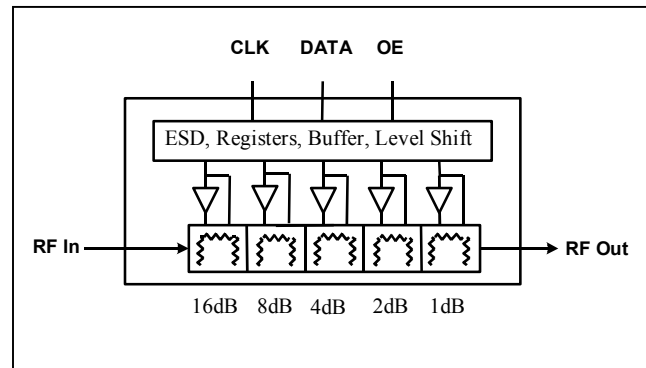 CLK DATA OE
ESD, Registers, Buffer, Level Shift
RF In RF Out
16dB 8dB 4dB 2dB 1dB